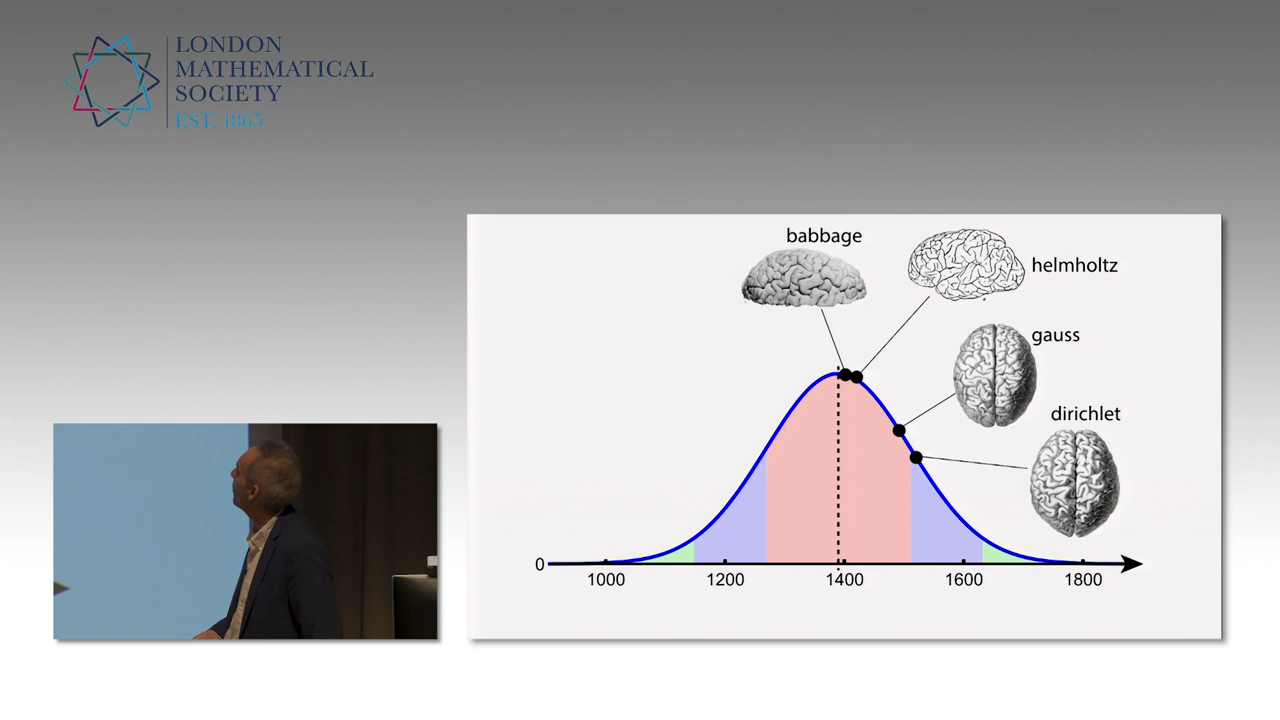 LONDON
MATHEMATICAL
SOCIETY
EST. 1865
babbage
helmholtz
gauss
dirichlet
0
1000 1200 1400 1600 1800